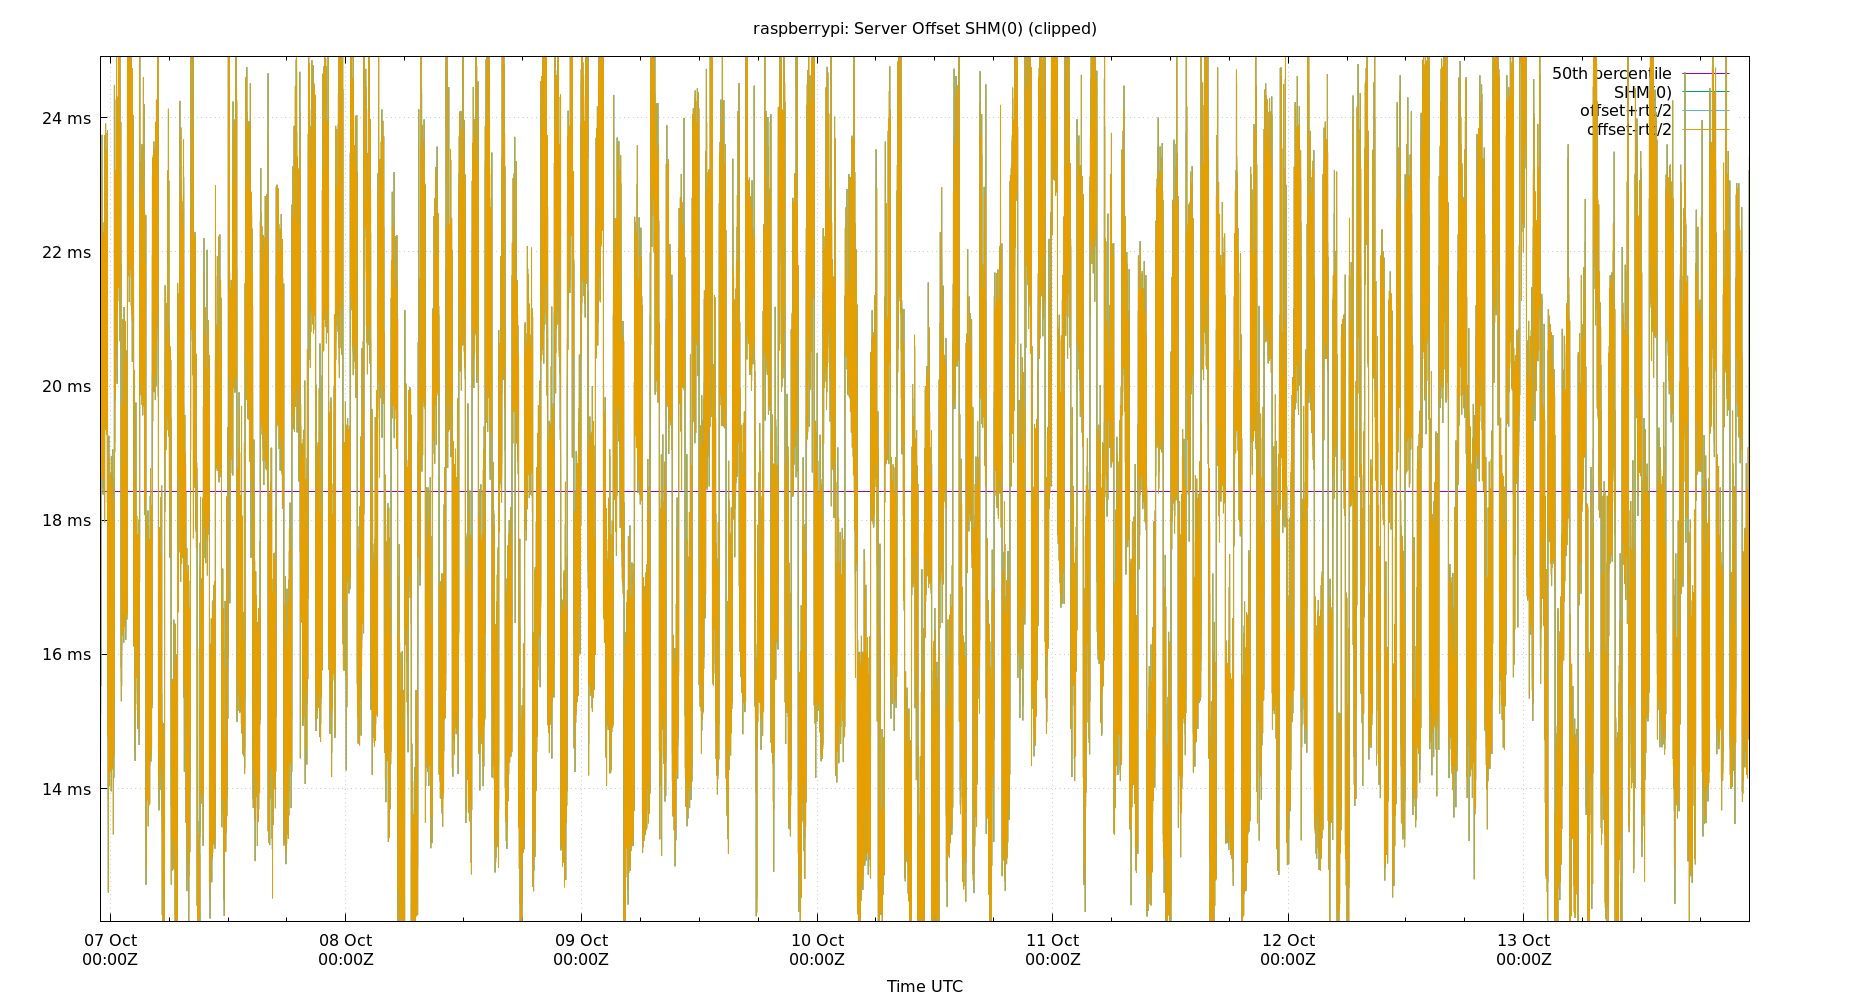 raspberrypi: Server Offset SHM(0) (clipped)
50th percentile
SHM(0)
offset+rtt/2
offset-rtt/2
24 ms
22 ms
20 ms
18 ms
16 ms
14 ms
07 Oct 08 Oct 09 Oct 10 Oct 11 Oct 12 Oct 13 Oct
00:00Z 00:00Z 00:00Z 00:00Z 00:00Z 00:00Z 00:00Z
Time UTC